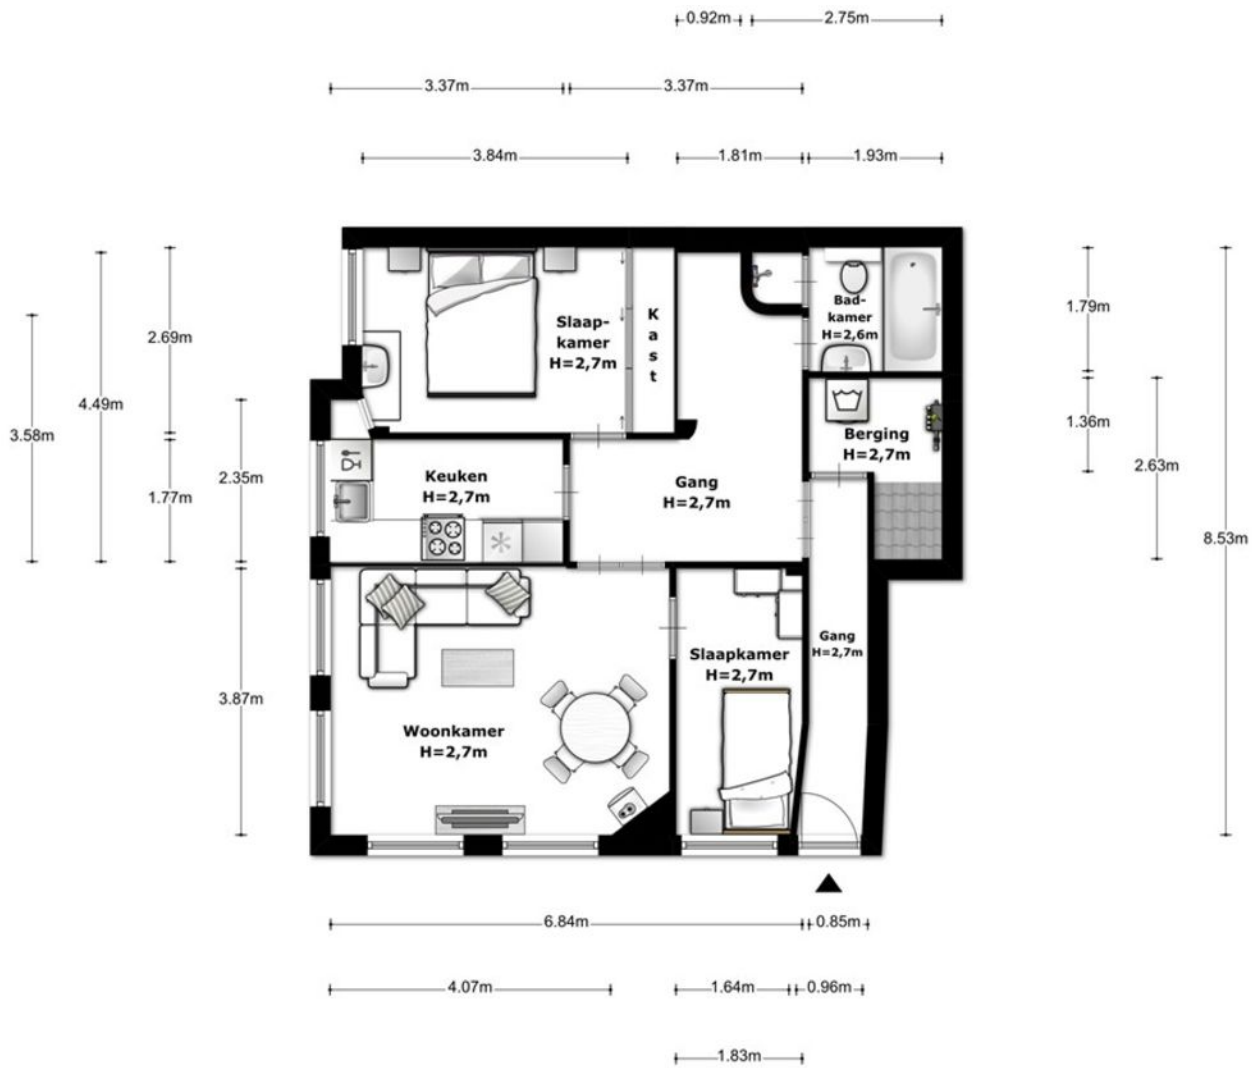 0.92m
2.75m
3.37m
3.37m
3.84m
1.81m
1.93m
Slaap-
kamer
H=2,7m
K
a
s
t
Bad-
kamer
H=2,6m
1.79m
2.69m
4.49m
3.58m
1.36m
Berging
H=2,7m
2.63m
Keuken
H=2,7m
Gang
H=2,7m
2.35m
1.77m
8.53m
Gang
H=2,7m
Slaapkamer
H=2,7m
3.87m
Woonkamer
H=2,7m
6.84m
0.85m
4.07m
1.64m
0.96m
1.83m